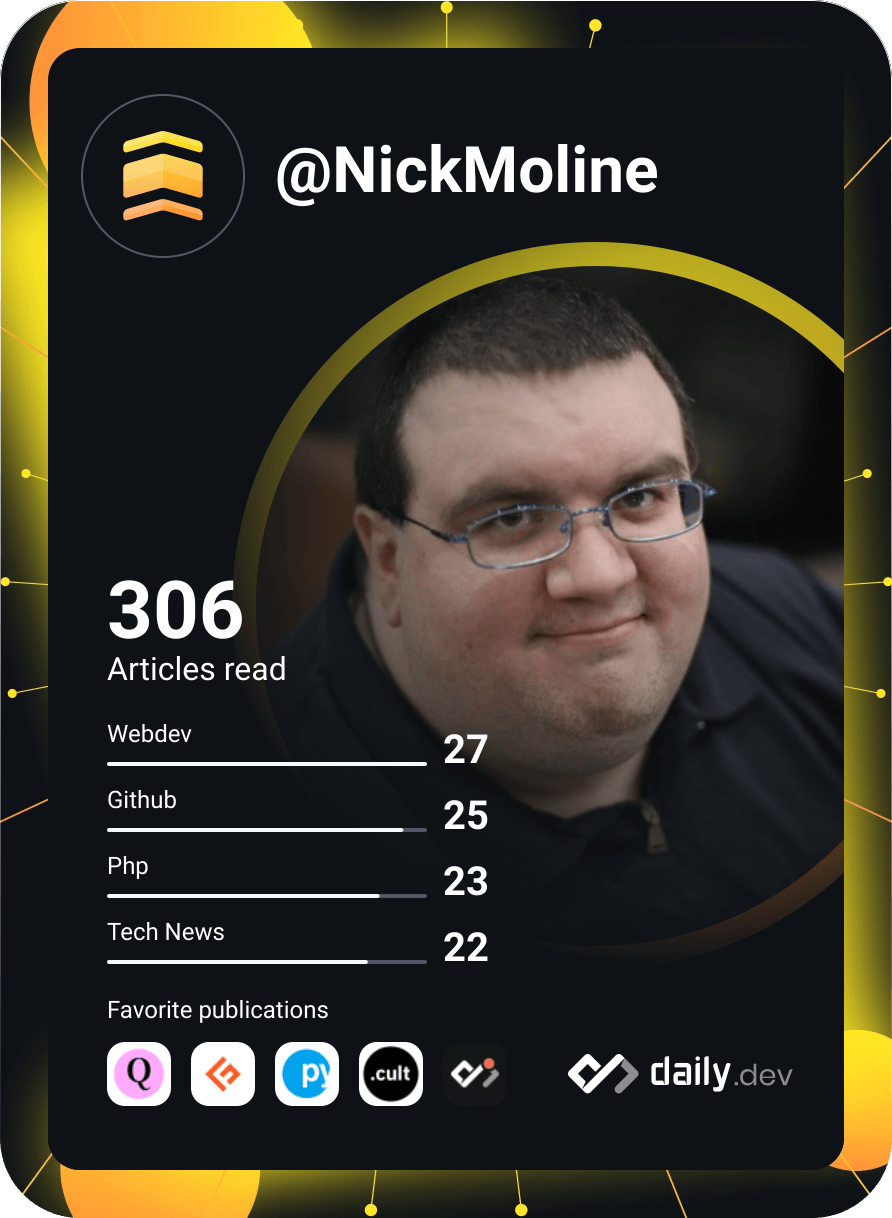 @NickMoline
306
Articles read
Webdev
27
Github
25
Php
23
Tech News
22
Favorite publications
Q
py
.cult
daily.dev